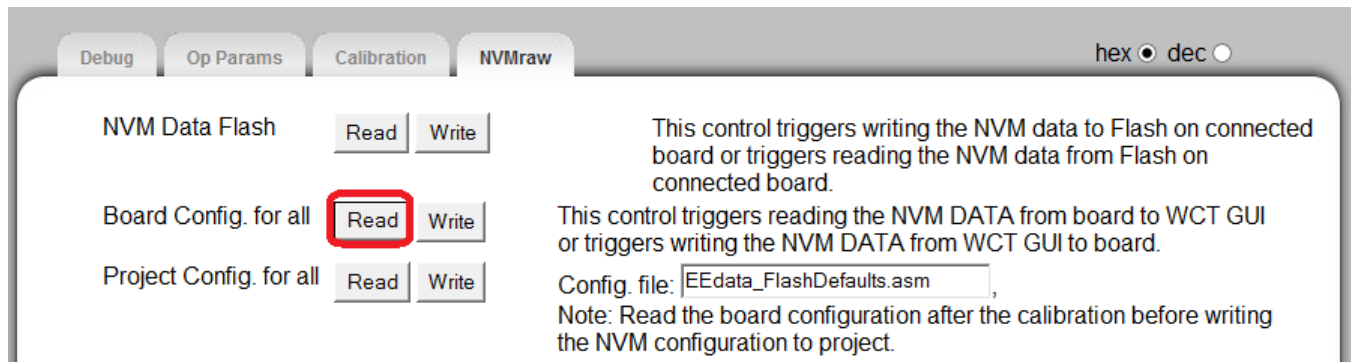 Debug Op Params Calibration NVMraw hex dec
NVM Data Flash Read Write This control triggers writing the NVM data to Flash on connected
board or triggers reading the NVM data from Flash on
connected board.
Board Config. for all Read Write This control triggers reading the NVM DATA from board to WCT GUI
or triggers writing the NVM DATA from WCT GUI to board.
Project Config. for all Read Write Config. file: EEdata_FlashDefaults.asm ,
Note: Read the board configuration after the calibration before writing
the NVM configuration to project.